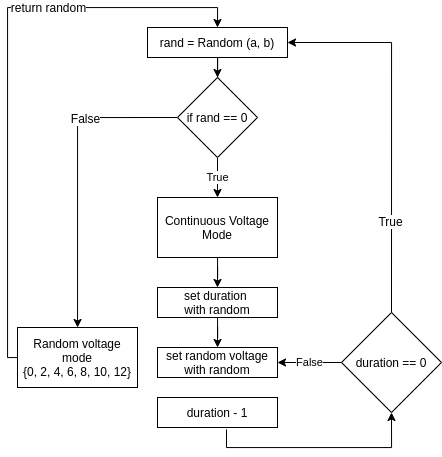 return random
rand = Random (a, b)
if rand == 0
False
True
Continuous Voltage
Mode
True
set duration
with random
Random voltage
mode
{0, 2, 4, 6, 8, 10, 12}
set random voltage
with random
False
duration == 0
duration - 1